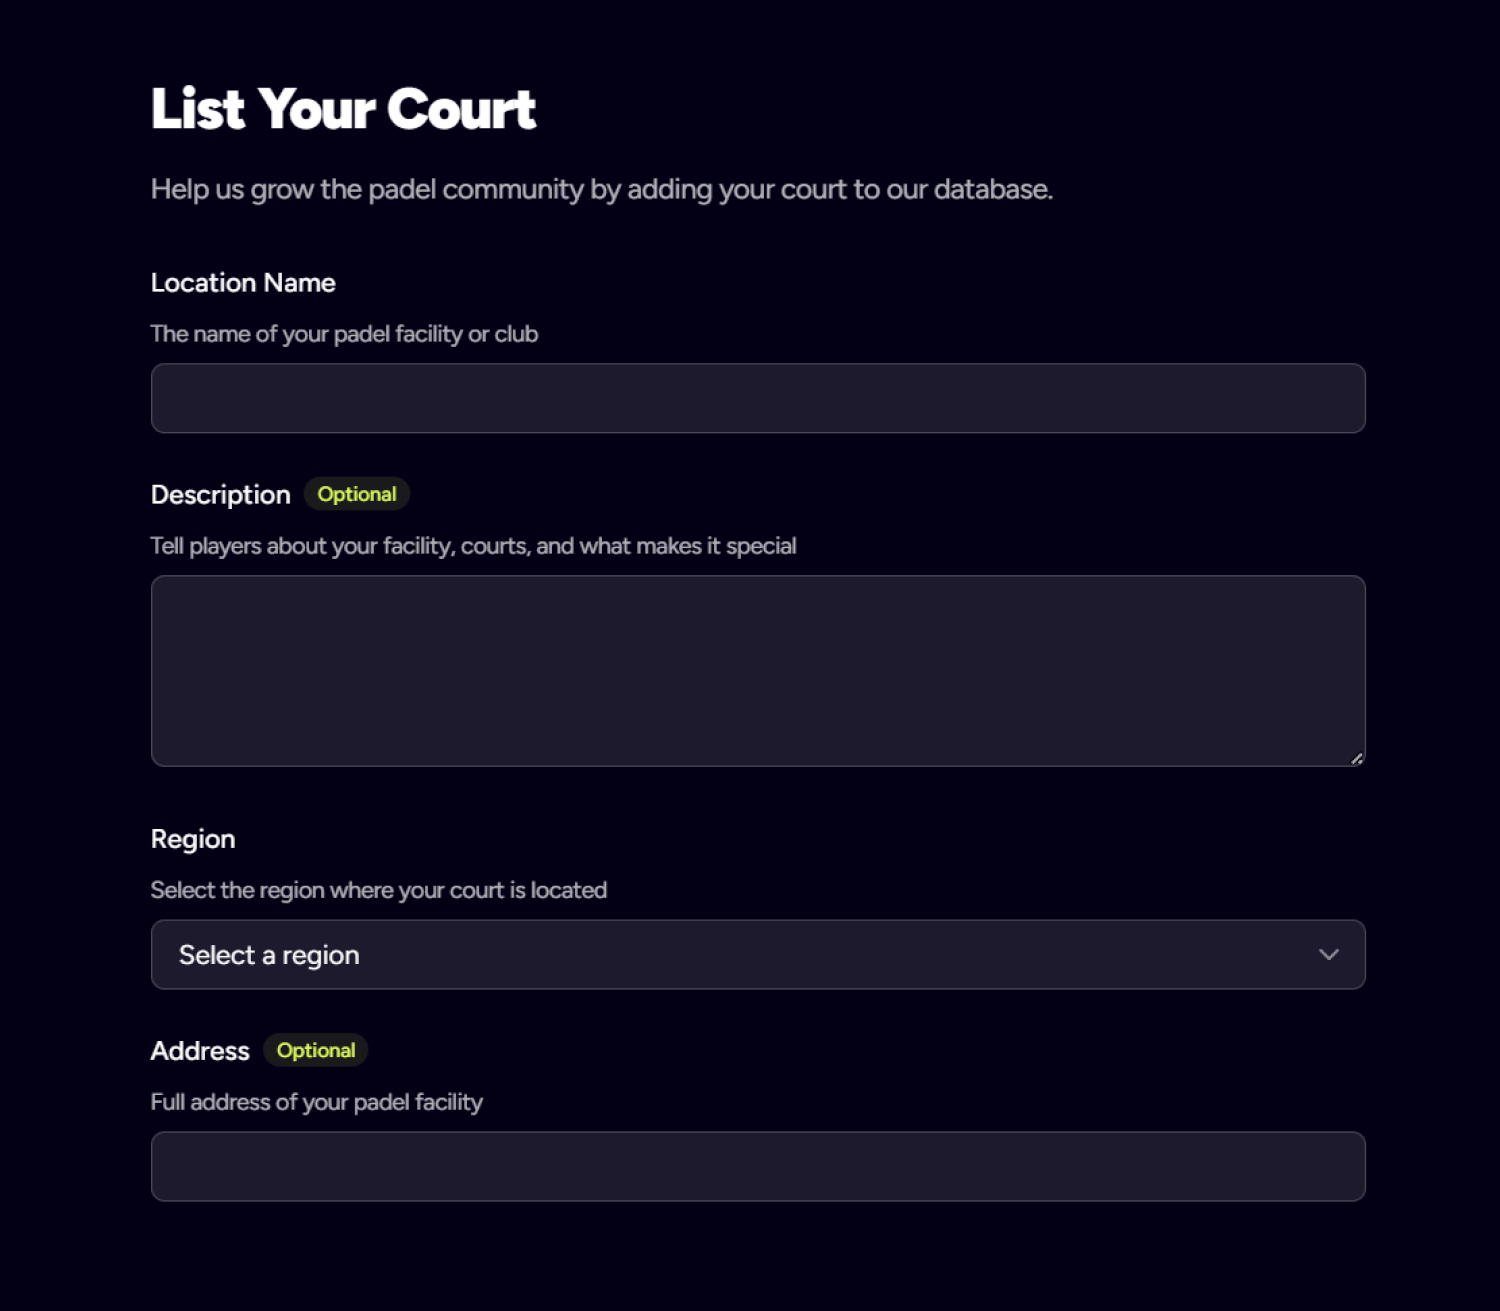 List Your Court
Help us grow the padel community by adding your court to our database.
Location Name
The name of your padel facility or club
Description Optional
Tell players about your facility, courts, and what makes it special
Region
Select the region where your court is located
Select a region
Address Optional
Full address of your padel facility